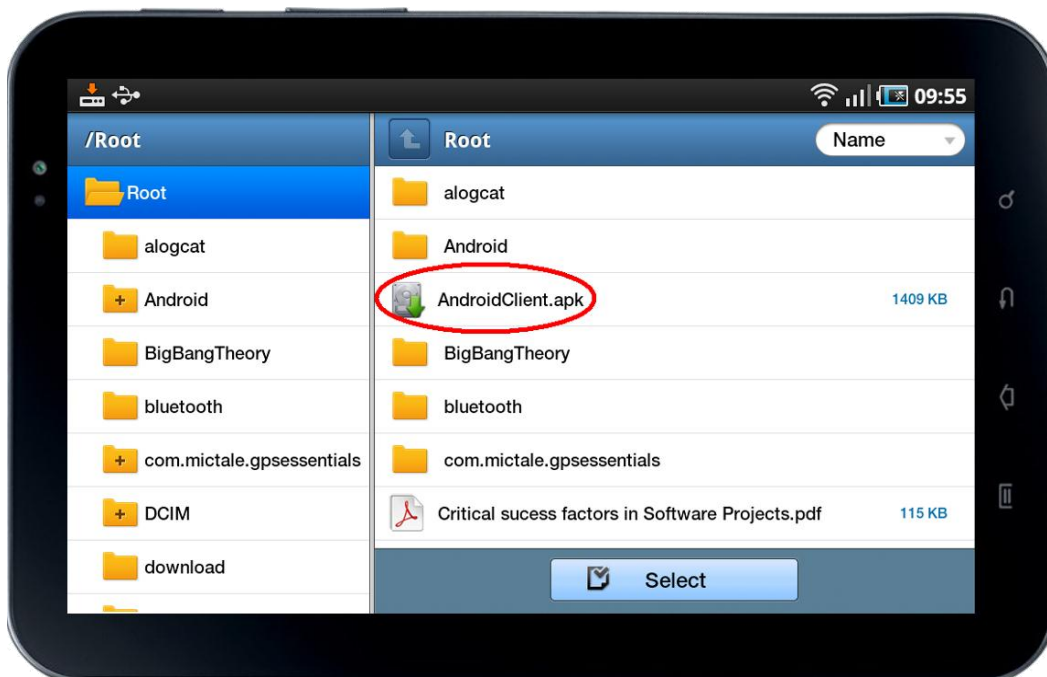 09:55
/Root
Root
Name
Root
alogcat
Android
BigBangTheory
bluetooth
com.mictale.gpsessentials
DCIM
download
alogcat
Android
AndroidClient.apk 1409 KB
BigBangTheory
bluetooth
com.mictale.gpsessentials
Critical sucess factors in Software Projects.pdf 115 KB
Select